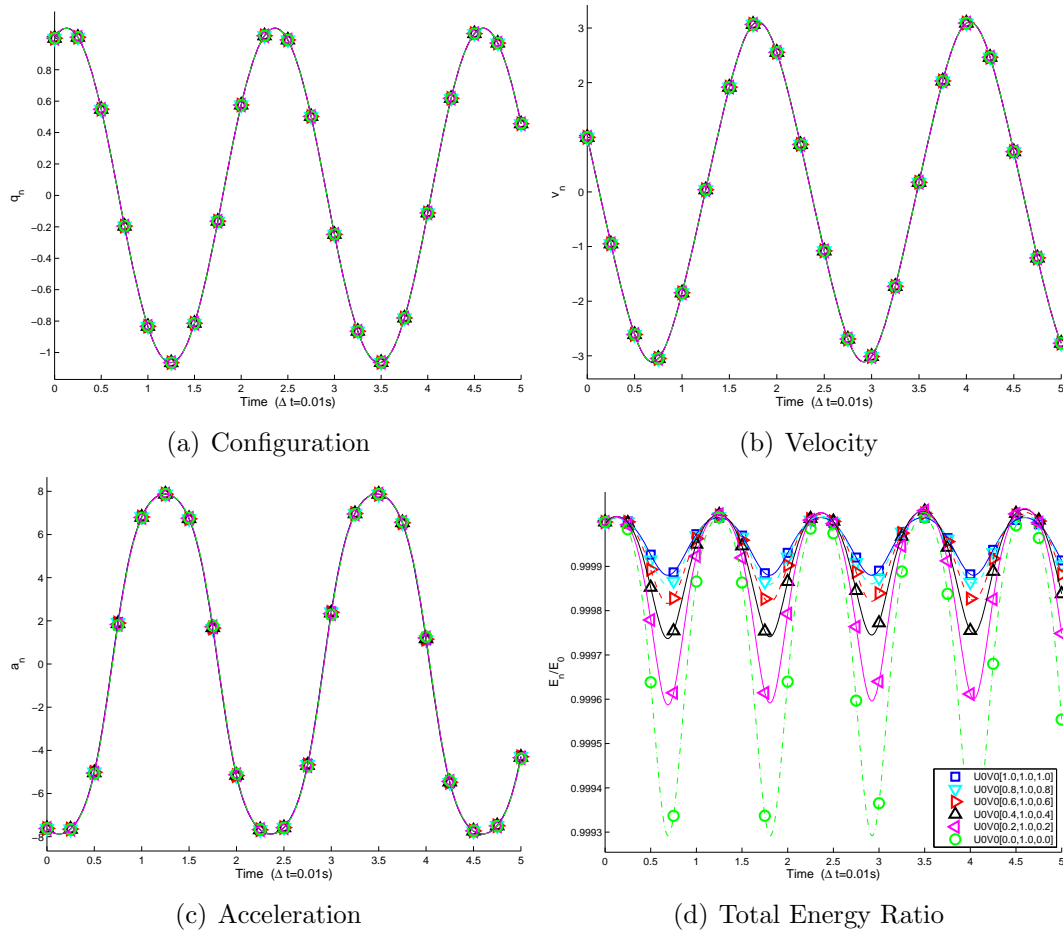 1
0.8
0.6
0.4
0.2
0
−0.2
−0.4
−0.6
−0.8
−1
q_n
0 0.5 1 1.5 2 2.5 3 3.5 4 4.5 5
Time (Δ t=0.01s)
(a) Configuration
3
2
1
0
−1
−2
−3
v_n
0 0.5 1 1.5 2 2.5 3 3.5 4 4.5 5
Time (Δ t=0.01s)
(b) Velocity
8
6
4
2
0
−2
−4
−6
−8
a_n
0 0.5 1 1.5 2 2.5 3 3.5 4 4.5 5
Time (Δ t=0.01s)
(c) Acceleration
0.9999
0.9998
0.9997
0.9996
0.9995
0.9994
0.9993
E_n/E_0
0 0.5 1 1.5 2 2.5 3 3.5 4 4.5 5
Time (Δ t=0.01s)
U0V0[1.0,1.0,1.0]
U0V0[0.8,1.0,0.8]
U0V0[0.6,1.0,0.6]
U0V0[0.4,1.0,0.4]
U0V0[0.2,1.0,0.2]
U0V0[0.0,1.0,0.0]
(d) Total Energy Ratio